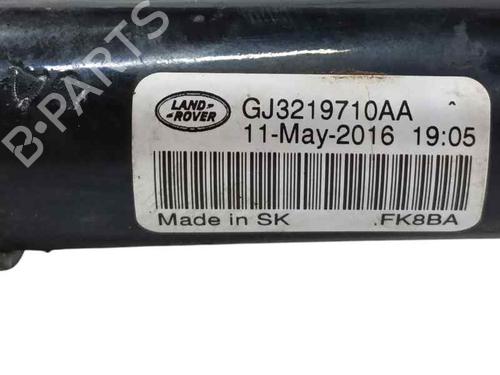 B-PARTS
LAND-
-ROVER
GJ3219710AA
11-May-2016 19:05
Made in SK
FK8BA